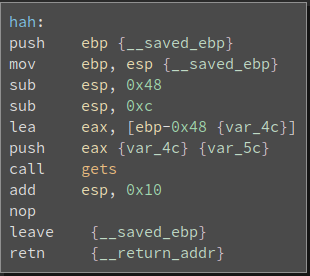 hah:
push ebp {__saved_ebp}
mov ebp, esp {__saved_ebp}
sub esp, 0x48
sub esp, 0xc
lea eax, [ebp-0x48 {var_4c}]
push eax {var_4c} {var_5c}
call gets
add esp, 0x10
nop
leave {__saved_ebp}
retn {__return_addr}